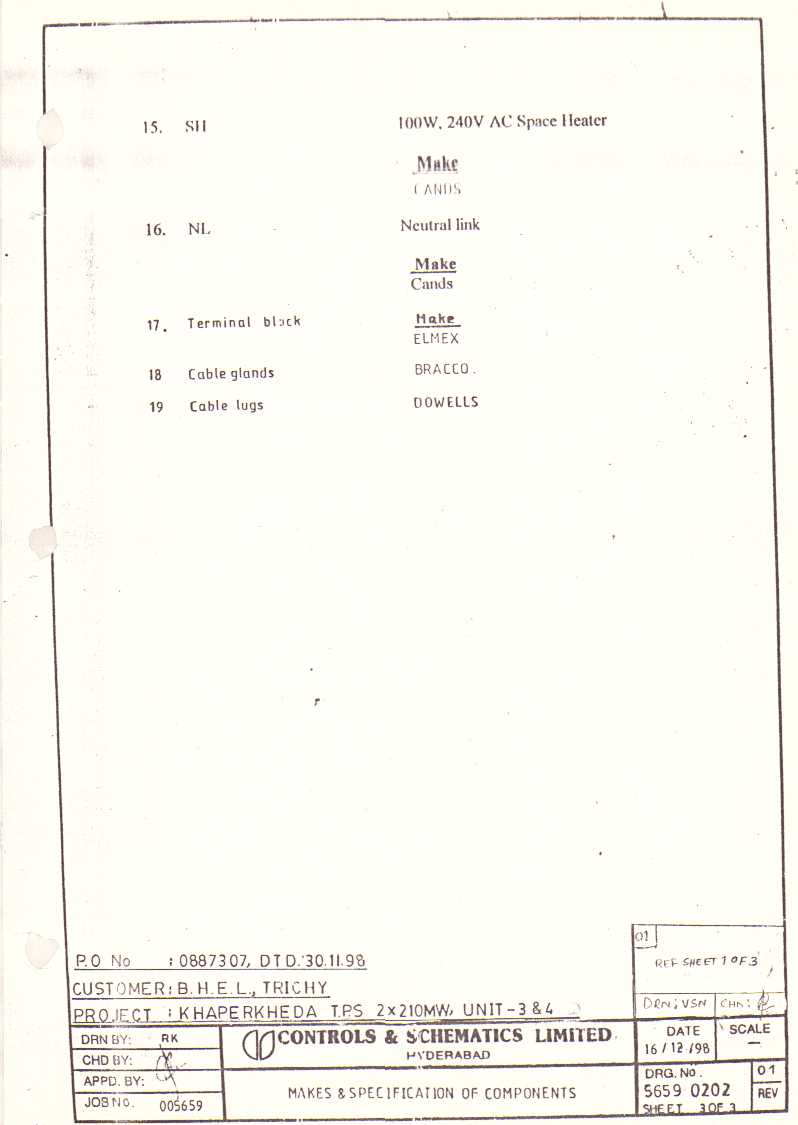 15. SH 100W, 240V AC Space Heater
Make
CANDS
16. NL Neutral link
Make
Cands
17. Terminal block Make
ELMEX
18 Cable glands BRACCO.
19 Cable lugs DOWELLS
01
REF SHEET 1 OF 3
P.O No : 0887307, DTD. 30.11.98
CUSTOMER: B.H.E.L., TRICHY
DRN: VSN CHK:
PROJECT : KHAPERKHEDA T.P.S 2×210MW, UNIT-3 & 4
DRN BY: RK
CHD BY:
APPD. BY:
JOB No. 005659
CONTROLS & SCHEMATICS LIMITED
HYDERABAD
MAKES & SPECIFICATION OF COMPONENTS
DATE
16/12/98
SCALE
—
DRG. No.
5659 0202
SHEET 3 OF 3
01
REV